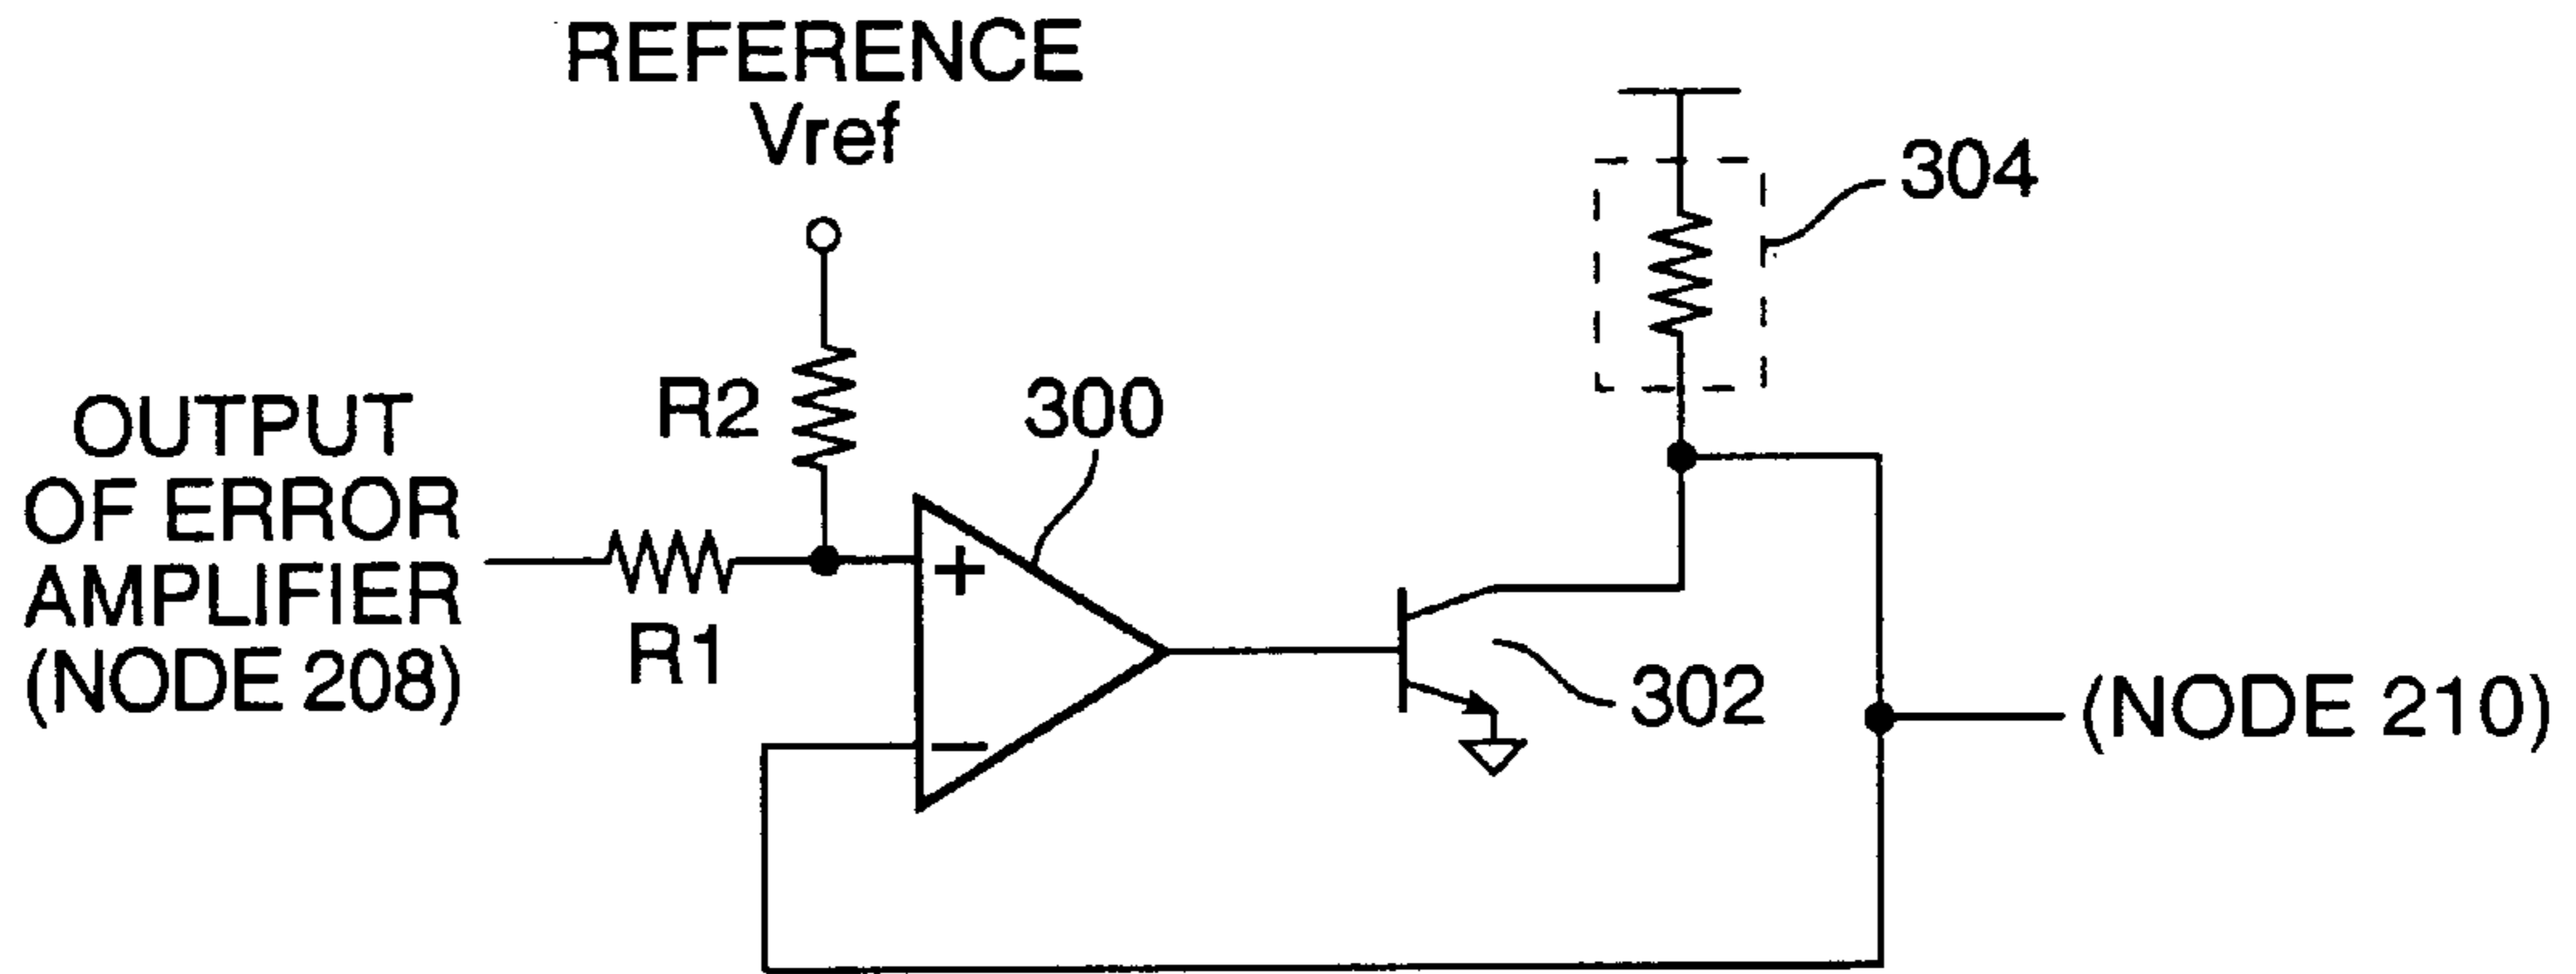 REFERENCE
Vref
304
R2
300
OUTPUT
OF ERROR
AMPLIFIER
(NODE 208)
+
R1
−
302
(NODE 210)